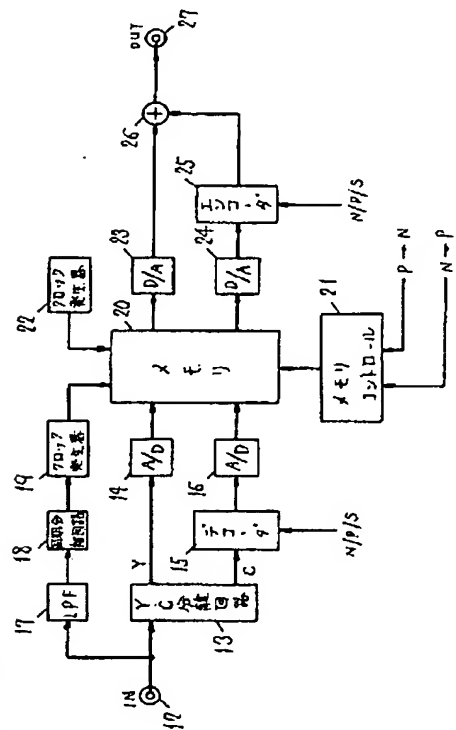 IN
12
17
LPF
18
同期分離回路
19
クロック発生器
22
クロック発生器
Y・C分離回路
13
Y
C
14
A/D
15
デコーダ
N/P/S
16
A/D
20
メモリ
21
メモリコントロール
P→N
N→P
23
D/A
24
D/A
25
エンコーダ
N/P/S
26
+
OUT
27